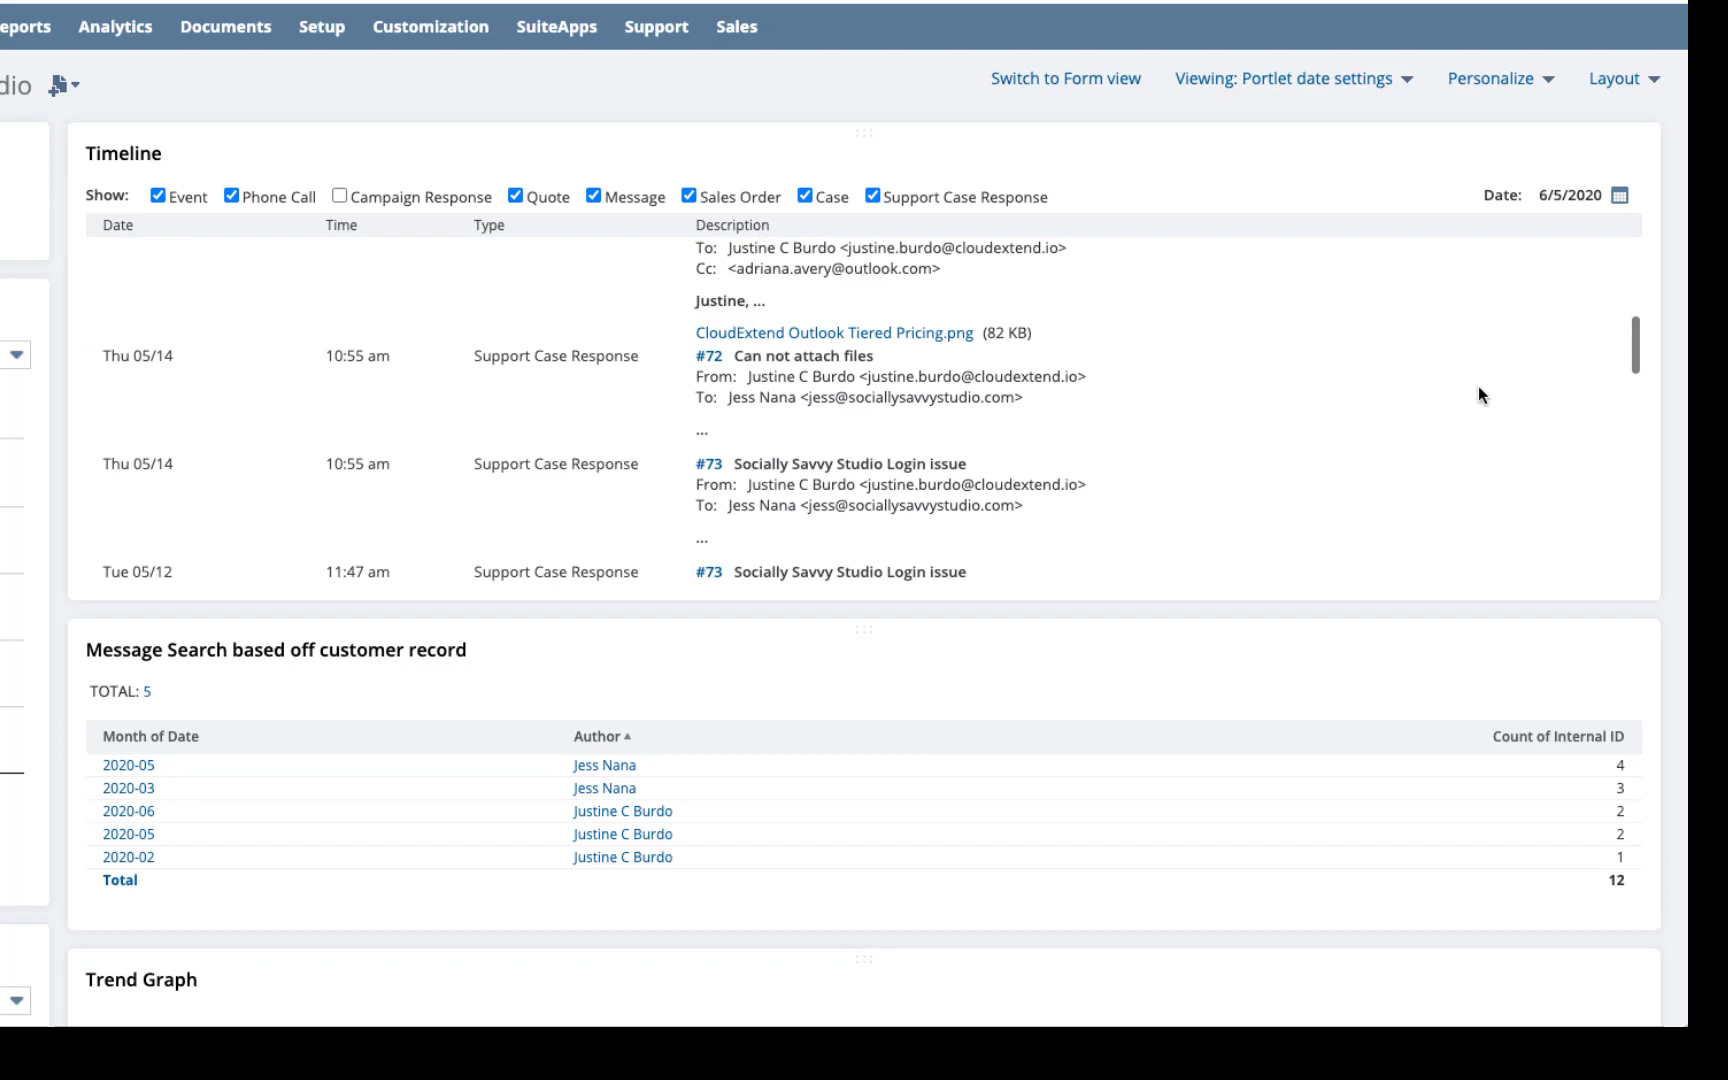 eports Analytics Documents Setup Customization SuiteApps Support Sales
dio Switch to Form view Viewing: Portlet date settings Personalize Layout
Timeline
Show: Event Phone Call Campaign Response Quote Message Sales Order Case Support Case Response Date: 6/5/2020
Date Time Type Description
To: Justine C Burdo <justine.burdo@cloudextend.io>
Cc: <adriana.avery@outlook.com>
Justine, ...
CloudExtend Outlook Tiered Pricing.png (82 KB)
Thu 05/14 10:55 am Support Case Response #72 Can not attach files
From: Justine C Burdo <justine.burdo@cloudextend.io>
To: Jess Nana <jess@sociallysavvystudio.com>
...
Thu 05/14 10:55 am Support Case Response #73 Socially Savvy Studio Login issue
From: Justine C Burdo <justine.burdo@cloudextend.io>
To: Jess Nana <jess@sociallysavvystudio.com>
...
Tue 05/12 11:47 am Support Case Response #73 Socially Savvy Studio Login issue
Message Search based off customer record
TOTAL: 5
Month of Date Author Count of Internal ID
2020-05 Jess Nana 4
2020-03 Jess Nana 3
2020-06 Justine C Burdo 2
2020-05 Justine C Burdo 2
2020-02 Justine C Burdo 1
Total 12
Trend Graph